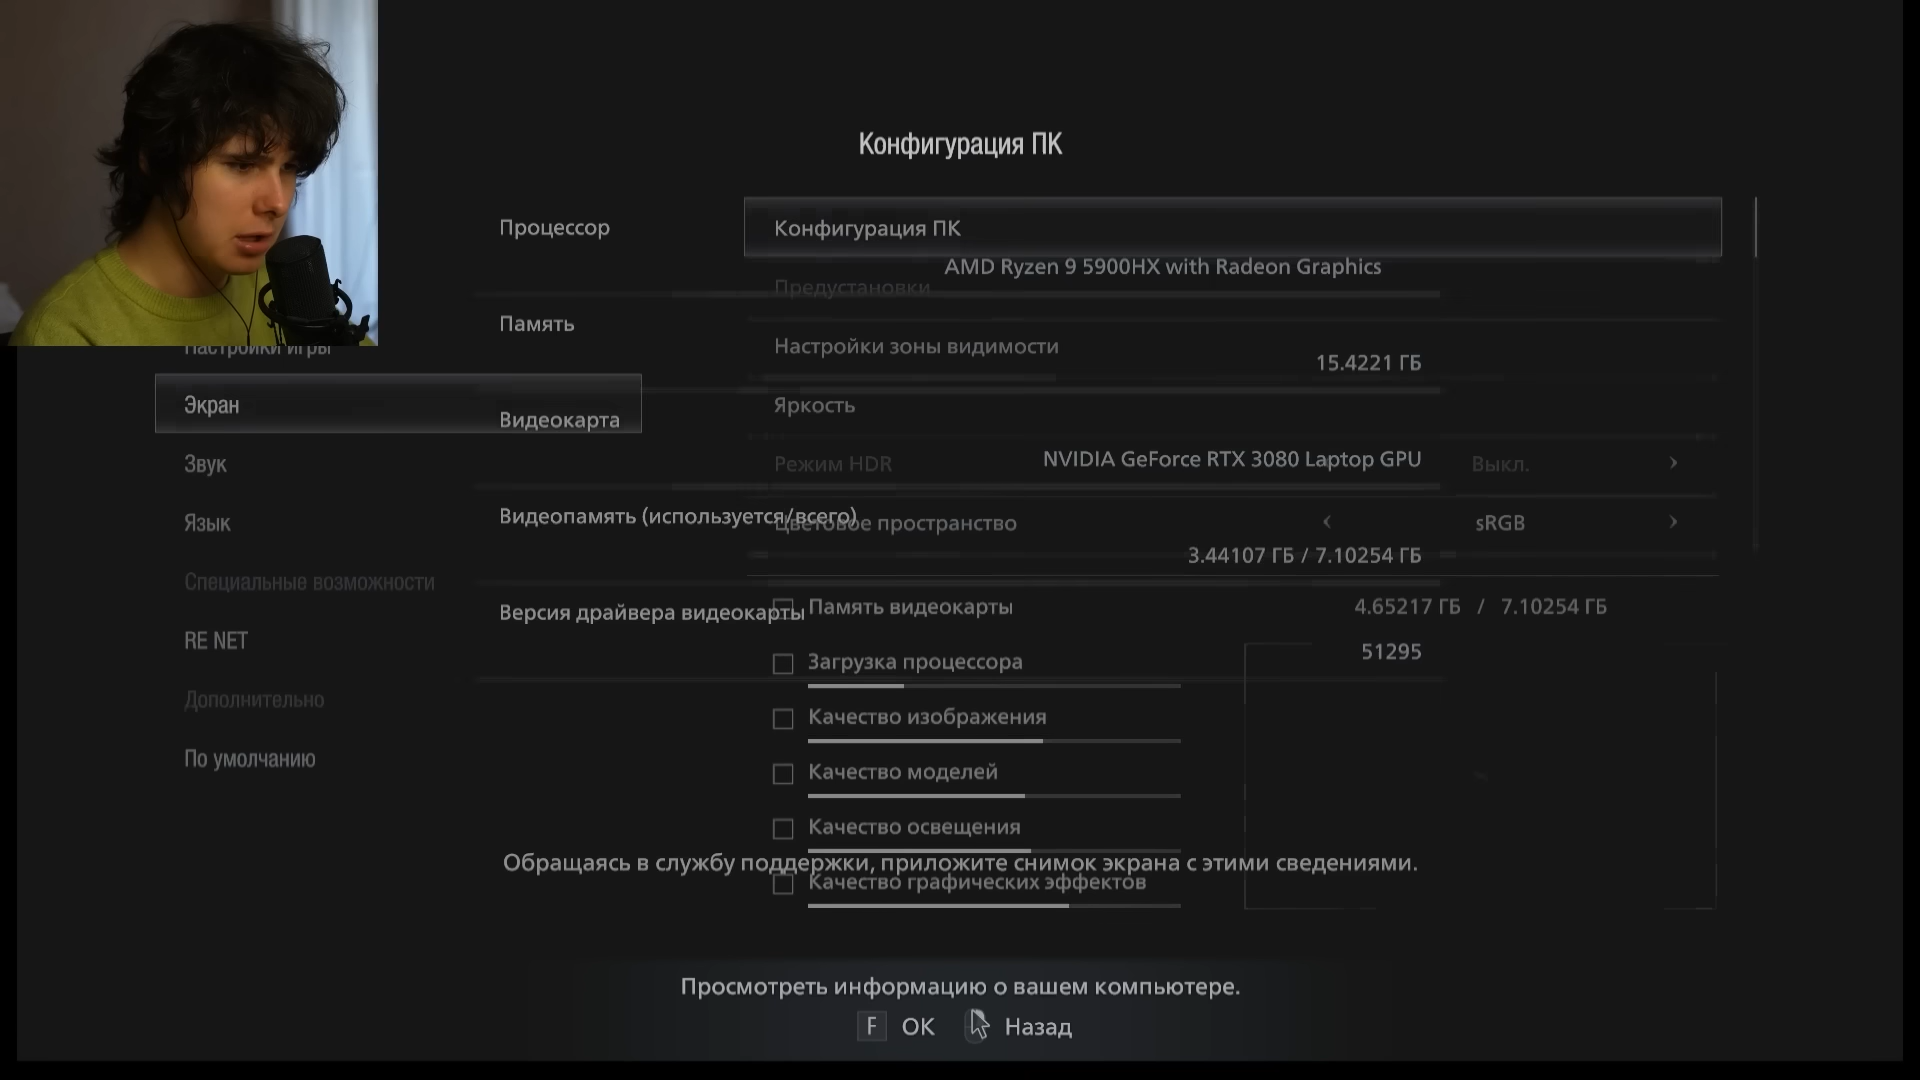 Конфигурация ПК
Процессор
Конфигурация ПК
AMD Ryzen 9 5900HX with Radeon Graphics
Предустановки
Память
Настройки игры
Настройки зоны видимости
15.4221 ГБ
Экран
Видеокарта
Яркость
Звук
Режим HDR
NVIDIA GeForce RTX 3080 Laptop GPU
Выкл.
Язык
Видеопамять (используется/всего)
Цветовое пространство
sRGB
3.44107 ГБ / 7.10254 ГБ
Специальные возможности
Версия драйвера видеокарты
Память видеокарты
4.65217 ГБ / 7.10254 ГБ
RE NET
51295
Загрузка процессора
Дополнительно
Качество изображения
По умолчанию
Качество моделей
Качество освещения
Обращаясь в службу поддержки, приложите снимок экрана с этими сведениями.
Качество графических эффектов
Просмотреть информацию о вашем компьютере.
F OK Назад